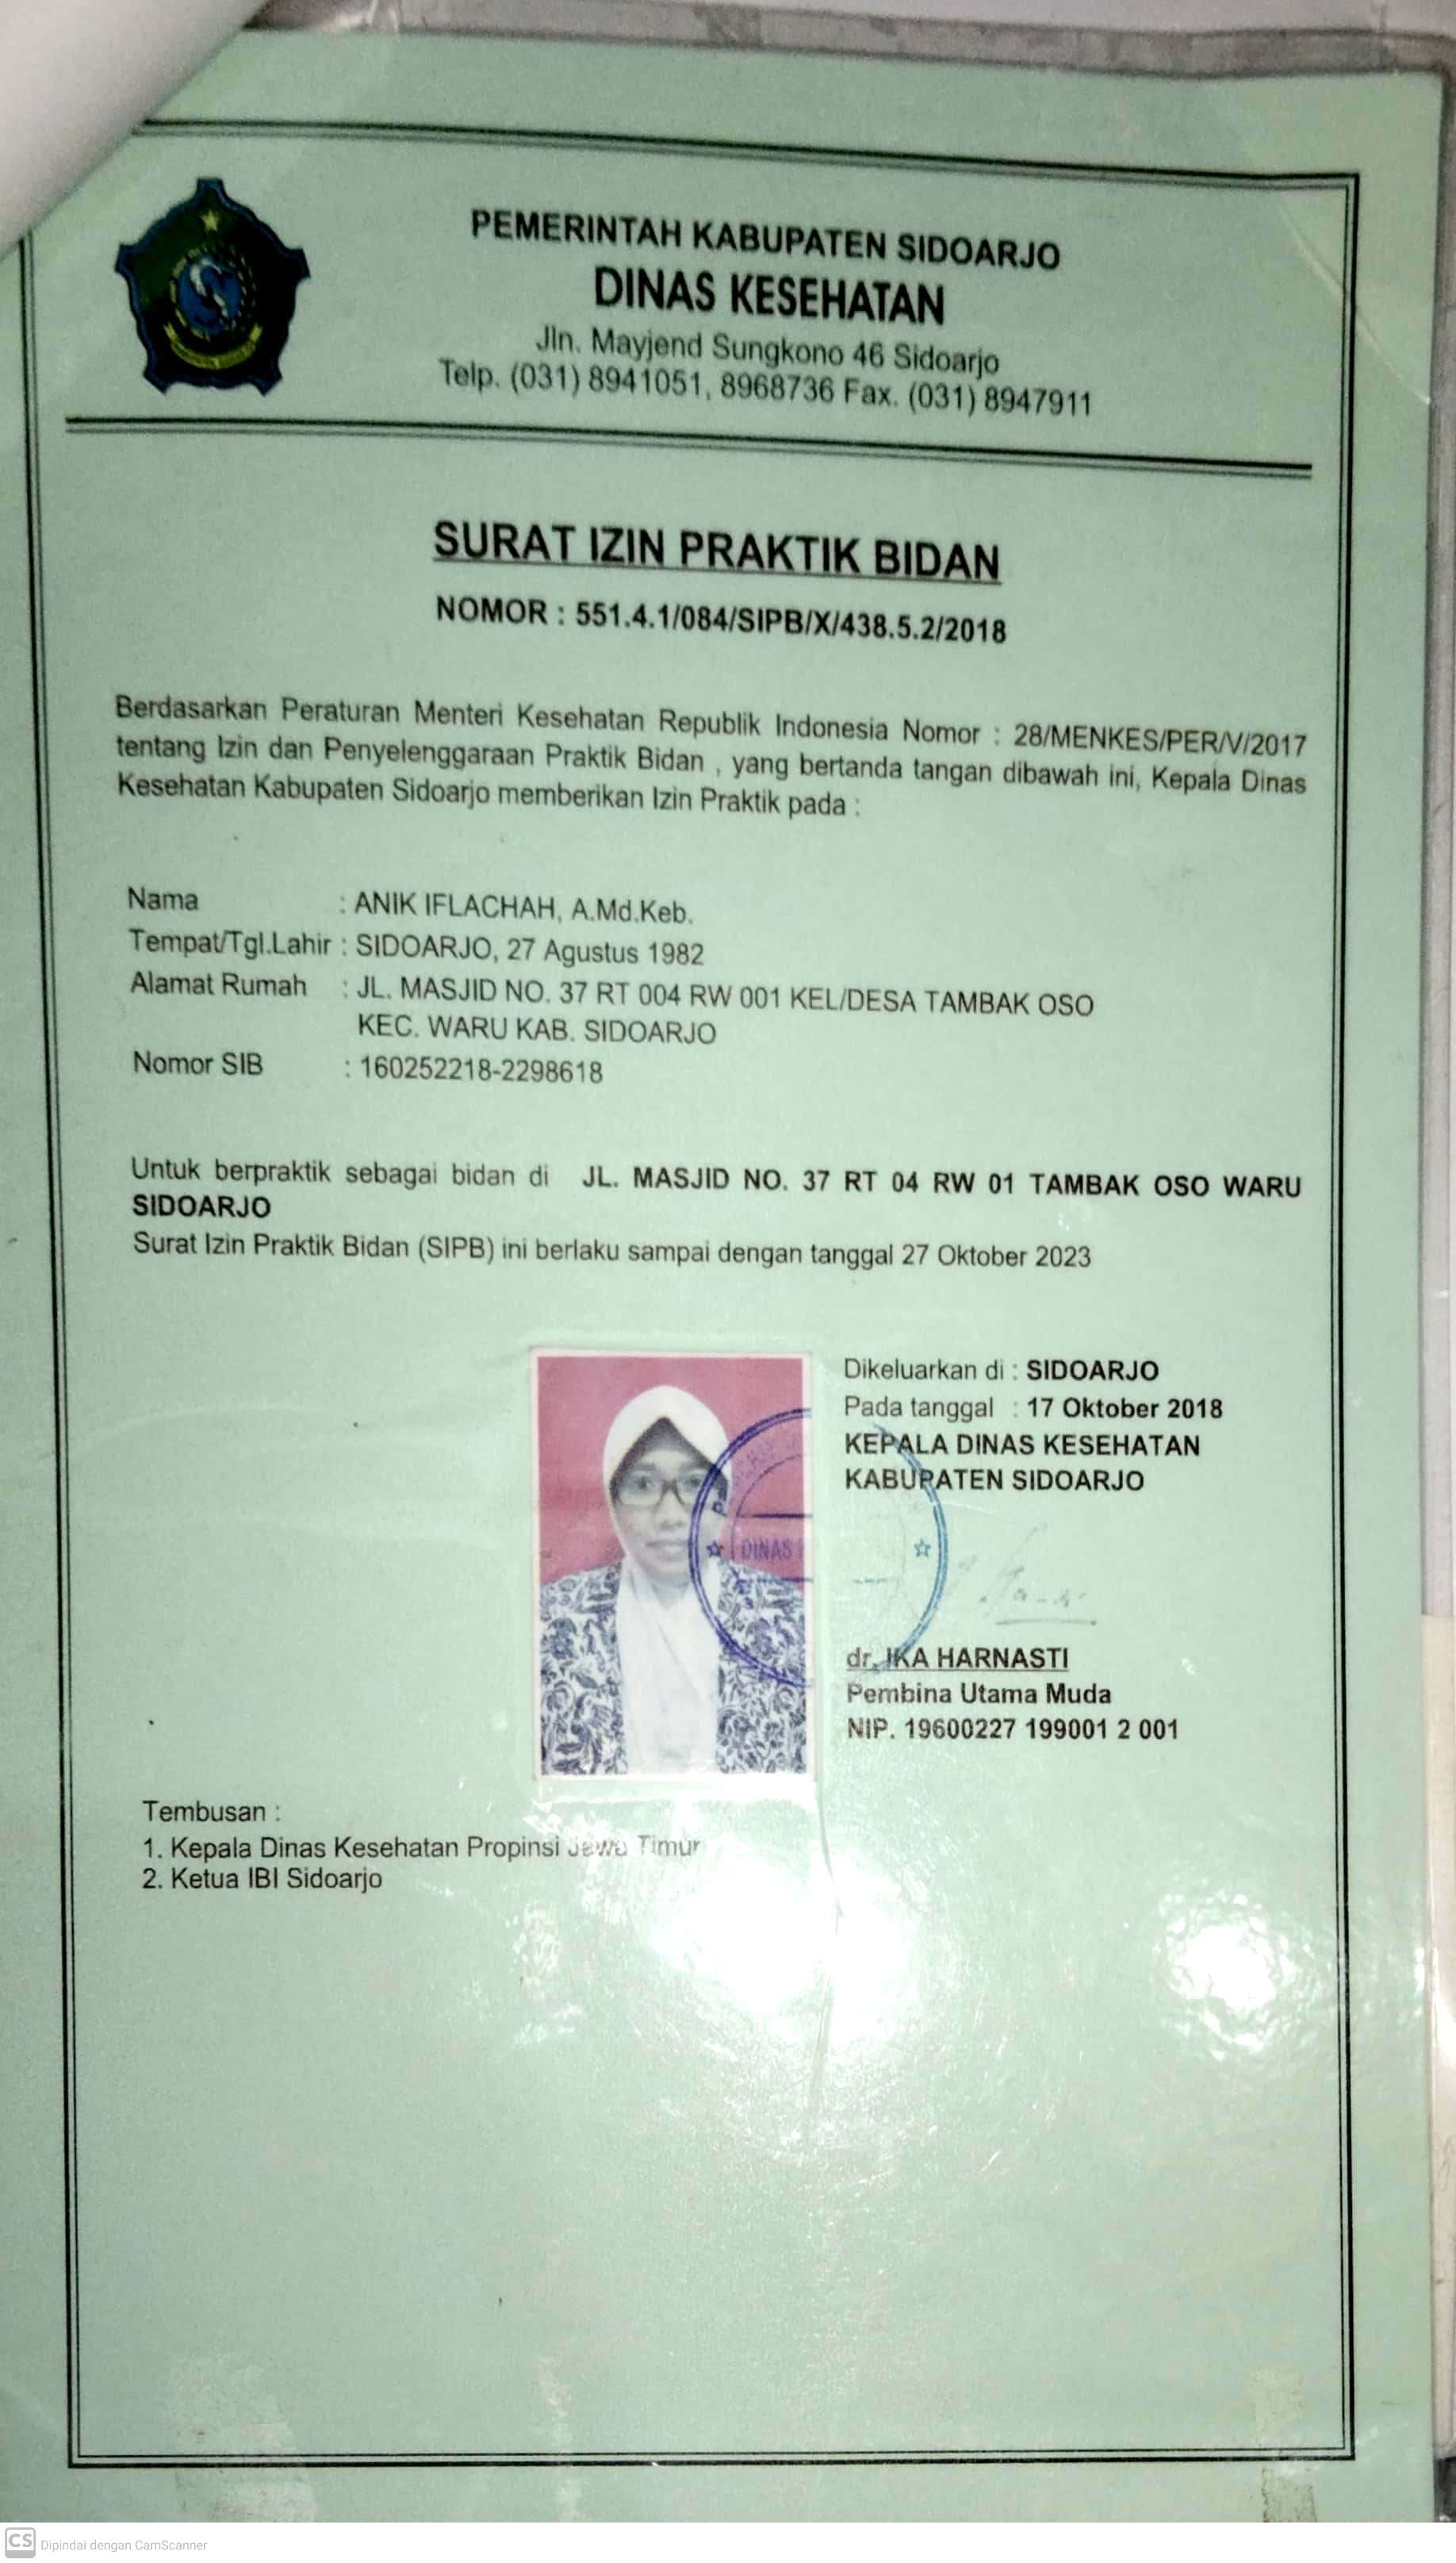 PEMERINTAH KABUPATEN SIDOARJO
DINAS KESEHATAN
Jln. Mayjend Sungkono 46 Sidoarjo
Telp. (031) 8941051, 8968736 Fax. (031) 8947911
SURAT IZIN PRAKTIK BIDAN
NOMOR : 551.4.1/084/SIPB/X/438.5.2/2018
Berdasarkan Peraturan Menteri Kesehatan Republik Indonesia Nomor : 28/MENKES/PER/V/2017
tentang Izin dan Penyelenggaraan Praktik Bidan , yang bertanda tangan dibawah ini, Kepala Dinas
Kesehatan Kabupaten Sidoarjo memberikan Izin Praktik pada :
Nama : ANIK IFLACHAH, A.Md.Keb.
Tempat/Tgl.Lahir : SIDOARJO, 27 Agustus 1982
Alamat Rumah : JL. MASJID NO. 37 RT 004 RW 001 KEL/DESA TAMBAK OSO
KEC. WARU KAB. SIDOARJO
Nomor SIB : 160252218-2298618
Untuk berpraktik sebagai bidan di JL. MASJID NO. 37 RT 04 RW 01 TAMBAK OSO WARU
SIDOARJO
Surat Izin Praktik Bidan (SIPB) ini berlaku sampai dengan tanggal 27 Oktober 2023
Dikeluarkan di : SIDOARJO
Pada tanggal : 17 Oktober 2018
KEPALA DINAS KESEHATAN
KABUPATEN SIDOARJO
DINAS
dr. IKA HARNASTI
Pembina Utama Muda
NIP. 19600227 199001 2 001
Tembusan :
1. Kepala Dinas Kesehatan Propinsi Jawa Timur
2. Ketua IBI Sidoarjo
CS Dipindai dengan CamScanner